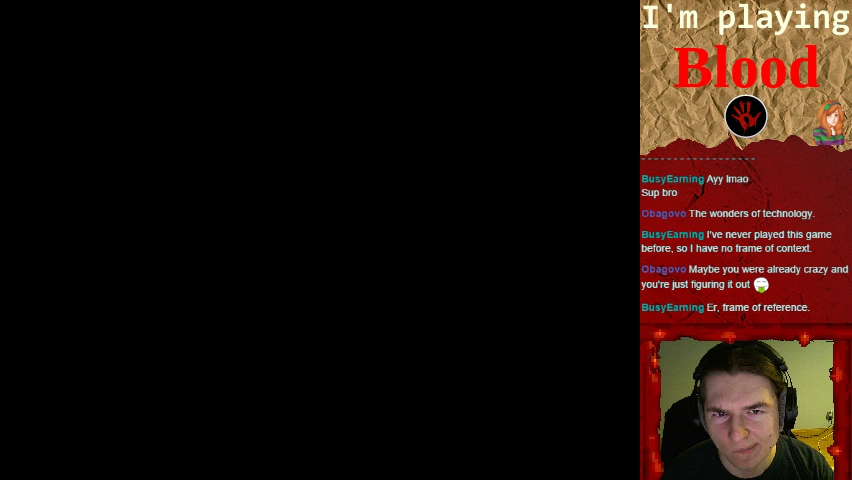 I'm playing
Blood
BusyEarning Ayy lmao
Sup bro
Obagovo The wonders of technology.
BusyEarning I've never played this game
before, so I have no frame of context.
Obagovo Maybe you were already crazy and
you're just figuring it out
BusyEarning Er, frame of reference.